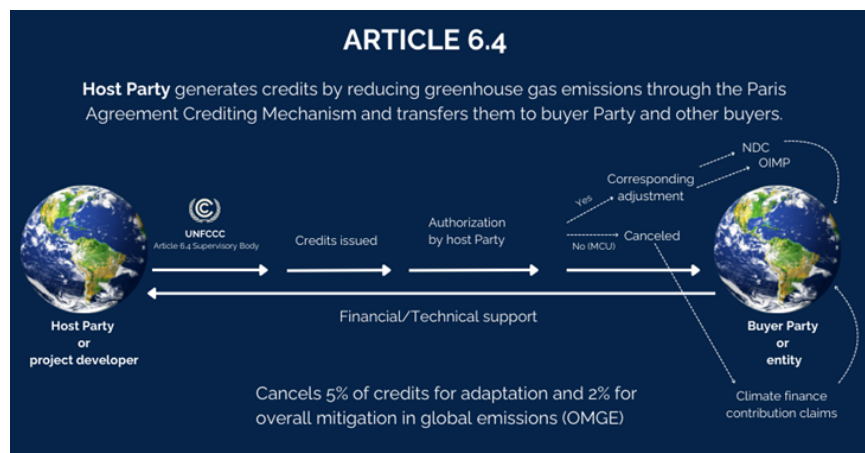 ARTICLE 6.4
Host Party generates credits by reducing greenhouse gas emissions through the Paris
Agreement Crediting Mechanism and transfers them to buyer Party and other buyers.
NDC
OIMP
Corresponding
adjustment
Yes
UNFCCC
Article 6.4 Supervisory Body
Credits issued
Authorization
by host Party
Canceled
No (MCU)
Financial/Technical support
Host Party
or
project developer
Buyer Party
or
entity
Cancels 5% of credits for adaptation and 2% for
overall mitigation in global emissions (OMGE)
Climate finance
contribution claims